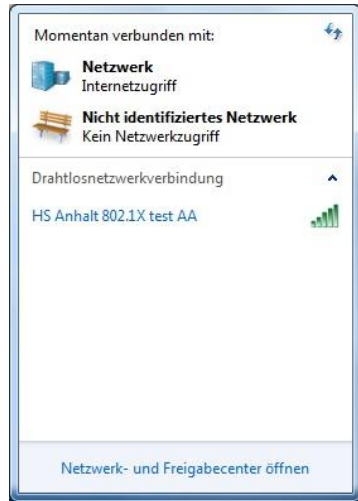 Momentan verbunden mit:
Netzwerk
Internetzugriff
Nicht identifiziertes Netzwerk
Kein Netzwerkzugriff
Drahtlosnetzwerkverbindung
HS Anhalt 802.1X test AA
Netzwerk- und Freigabecenter öffnen